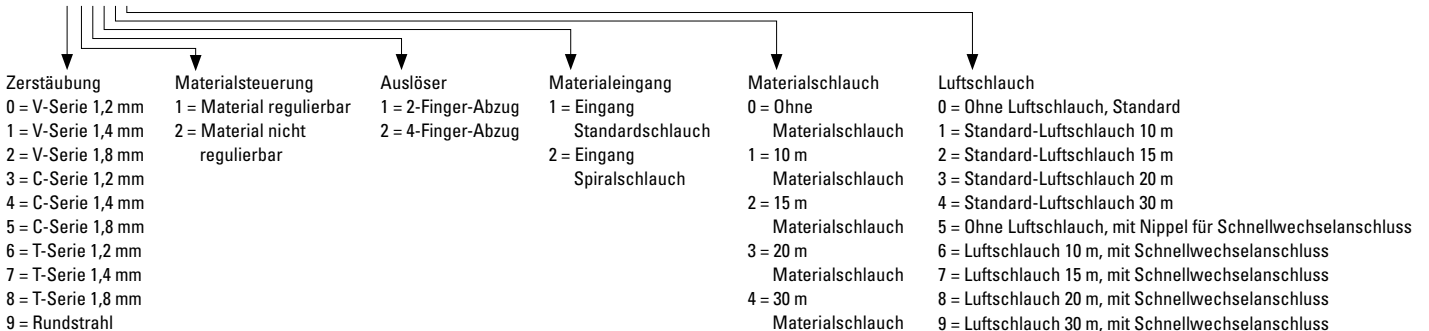 Zerstäubung
0 = V-Serie 1,2 mm
1 = V-Serie 1,4 mm
2 = V-Serie 1,8 mm
3 = C-Serie 1,2 mm
4 = C-Serie 1,4 mm
5 = C-Serie 1,8 mm
6 = T-Serie 1,2 mm
7 = T-Serie 1,4 mm
8 = T-Serie 1,8 mm
9 = Rundstrahl
Materialsteuerung
1 = Material regulierbar
2 = Material nicht
regulierbar
Auslöser
1 = 2-Finger-Abzug
2 = 4-Finger-Abzug
Materialeingang
1 = Eingang
Standardschlauch
2 = Eingang
Spiralschlauch
Materialschlauch
0 = Ohne
Materialschlauch
1 = 10 m
Materialschlauch
2 = 15 m
Materialschlauch
3 = 20 m
Materialschlauch
4 = 30 m
Materialschlauch
Luftschlauch
0 = Ohne Luftschlauch, Standard
1 = Standard-Luftschlauch 10 m
2 = Standard-Luftschlauch 15 m
3 = Standard-Luftschlauch 20 m
4 = Standard-Luftschlauch 30 m
5 = Ohne Luftschlauch, mit Nippel für Schnellwechselanschluss
6 = Luftschlauch 10 m, mit Schnellwechselanschluss
7 = Luftschlauch 15 m, mit Schnellwechselanschluss
8 = Luftschlauch 20 m, mit Schnellwechselanschluss
9 = Luftschlauch 30 m, mit Schnellwechselanschluss